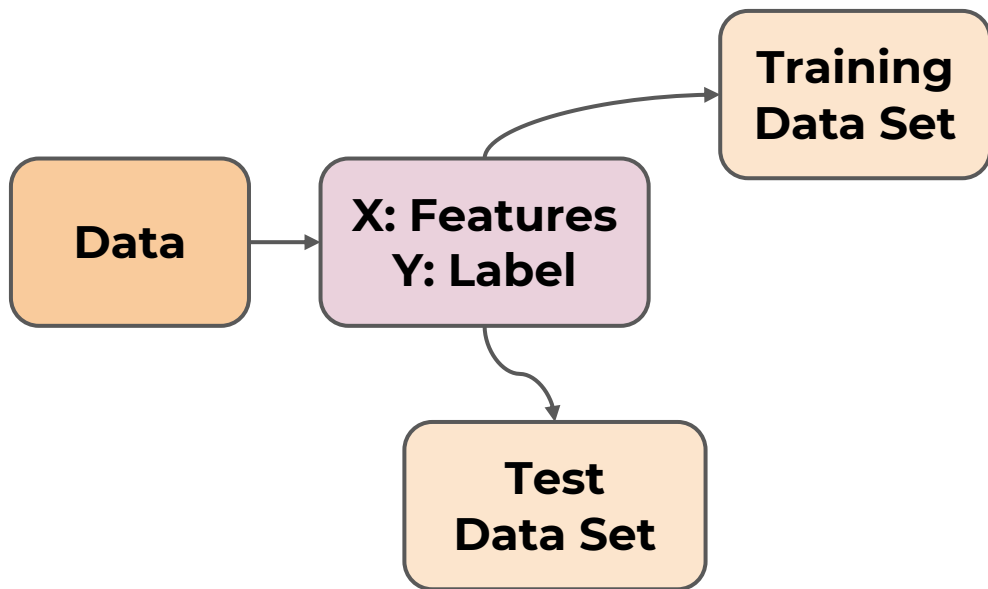 Training
Data Set
Data
X: Features
Y: Label
Test
Data Set